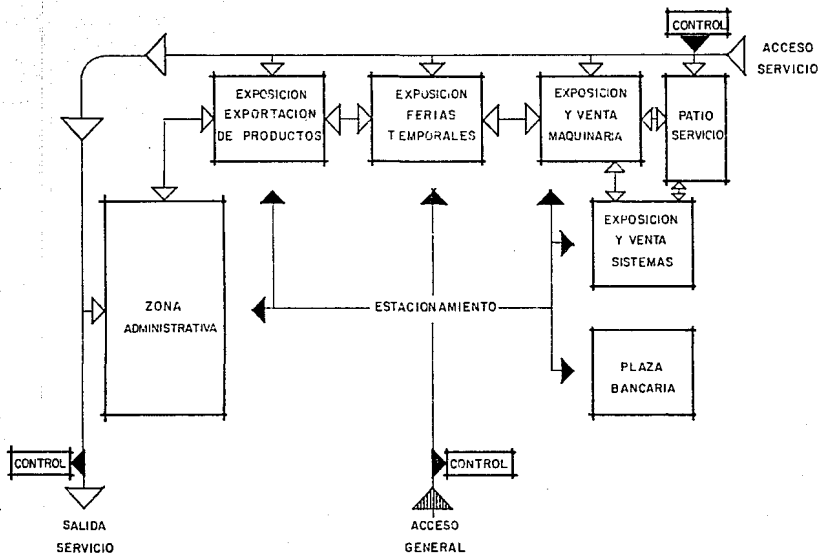 CONTROL
ACCESO
SERVICIO
EXPOSICION
EXPORTACION
DE PRODUCTOS
EXPOSICION
FERIAS
TEMPORALES
EXPOSICION
Y VENTA
MAQUINARIA
PATIO
SERVICIO
EXPOSICION
Y VENTA
SISTEMAS
ZONA
ADMINISTRATIVA
ESTACIONAMIENTO
PLAZA
BANCARIA
CONTROL
CONTROL
SALIDA
SERVICIO
ACCESO
GENERAL